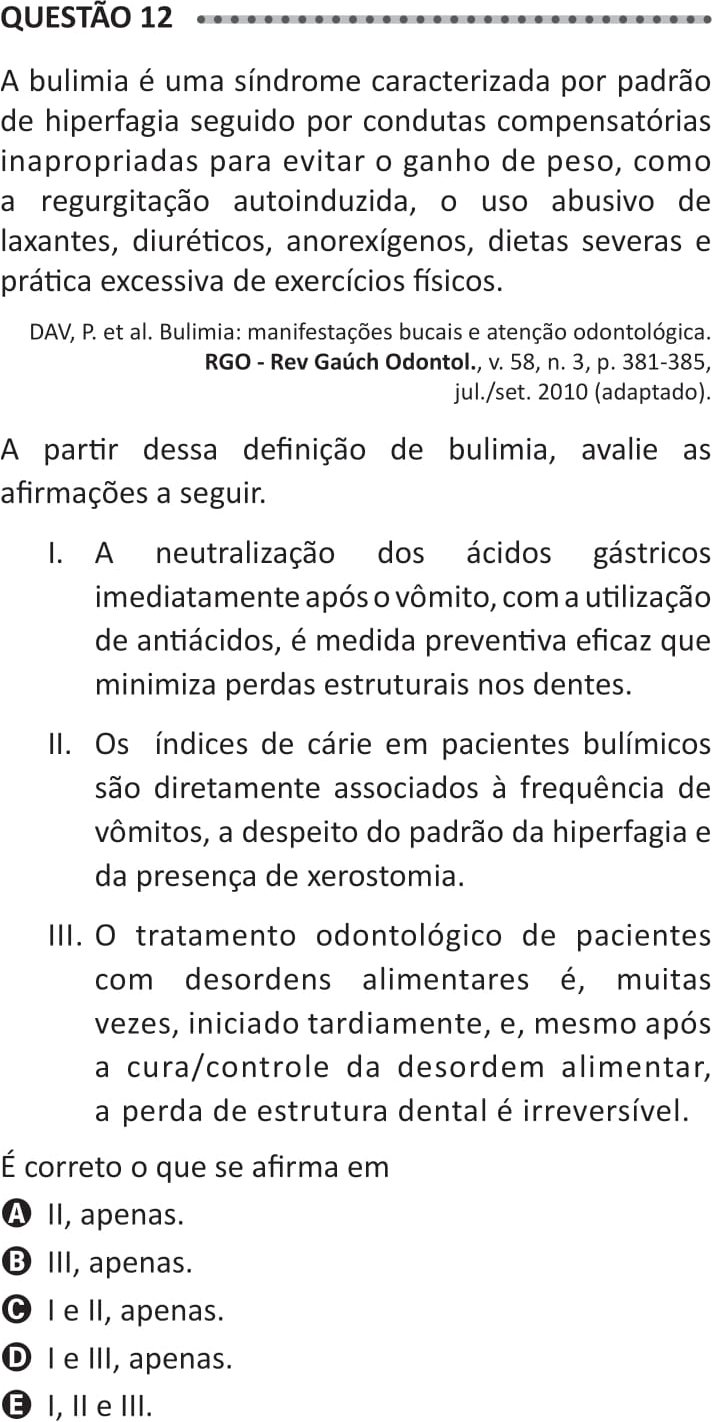 QUESTÃO 12
A bulimia é uma síndrome caracterizada por padrão
de hiperfagia seguido por condutas compensatórias
inapropriadas para evitar o ganho de peso, como
a regurgitação autoinduzida, o uso abusivo de
laxantes, diuréticos, anorexígenos, dietas severas e
prática excessiva de exercícios físicos.
DAV, P. et al. Bulimia: manifestações bucais e atenção odontológica.
RGO - Rev Gaúch Odontol., v. 58, n. 3, p. 381-385,
jul./set. 2010 (adaptado).
A partir dessa definição de bulimia, avalie as
afirmações a seguir.
I. A neutralização dos ácidos gástricos
imediatamente após o vômito, com a utilização
de antiácidos, é medida preventiva eficaz que
minimiza perdas estruturais nos dentes.
II. Os índices de cárie em pacientes bulímicos
são diretamente associados à frequência de
vômitos, a despeito do padrão da hiperfagia e
da presença de xerostomia.
III. O tratamento odontológico de pacientes
com desordens alimentares é, muitas
vezes, iniciado tardiamente, e, mesmo após
a cura/controle da desordem alimentar,
a perda de estrutura dental é irreversível.
É correto o que se afirma em
A II, apenas.
B III, apenas.
C I e II, apenas.
D I e III, apenas.
E I, II e III.